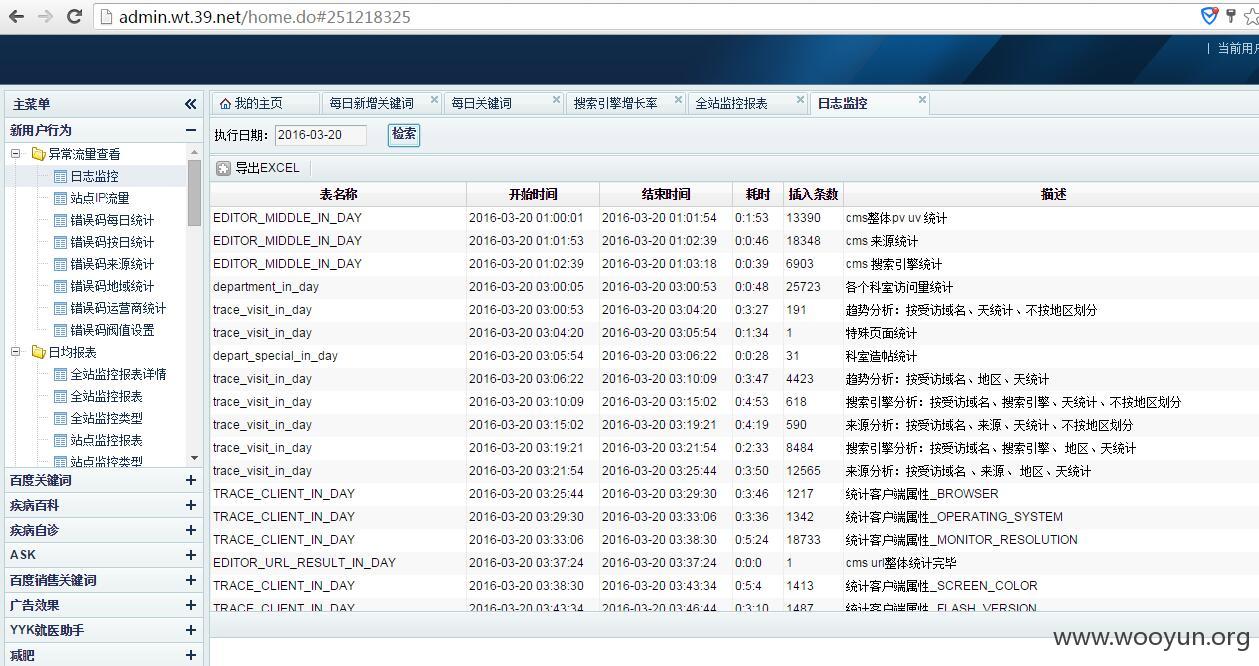 admin.wt.39.net/home.do#251218325
当前用户
主菜单
新用户行为
异常流量查看
日志监控
站点IP流量
错误码每日统计
错误码按日统计
错误码来源统计
错误码地域统计
错误码运营商统计
错误码阀值设置
日均报表
全站监控报表详情
全站监控报表
全站监控类型
站点监控报表
站点监控类型
百度关键词
疾病百科
疾病自诊
ASK
百度销售关键词
广告效果
YYK就医助手
减肥
我的主页 每日新增关键词 每日关键词 搜索引擎增长率 全站监控报表 日志监控
执行日期: 2016-03-20 检索
导出EXCEL
表名称 开始时间 结束时间 耗时 插入条数 描述
EDITOR_MIDDLE_IN_DAY 2016-03-20 01:00:01 2016-03-20 01:01:54 0:1:53 13390 cms整体pv uv 统计
EDITOR_MIDDLE_IN_DAY 2016-03-20 01:01:53 2016-03-20 01:02:39 0:0:46 18348 cms 来源统计
EDITOR_MIDDLE_IN_DAY 2016-03-20 01:02:39 2016-03-20 01:03:18 0:0:39 6903 cms 搜索引擎统计
department_in_day 2016-03-20 03:00:05 2016-03-20 03:00:53 0:0:48 25723 各个科室访问量统计
trace_visit_in_day 2016-03-20 03:00:53 2016-03-20 03:04:20 0:3:27 191 趋势分析：按受访域名、天统计、不按地区划分
trace_visit_in_day 2016-03-20 03:04:20 2016-03-20 03:05:54 0:1:34 1 特殊页面统计
depart_special_in_day 2016-03-20 03:05:54 2016-03-20 03:06:22 0:0:28 31 科室造帖统计
trace_visit_in_day 2016-03-20 03:06:22 2016-03-20 03:10:09 0:3:47 4423 趋势分析：按受访域名、地区、天统计
trace_visit_in_day 2016-03-20 03:10:09 2016-03-20 03:15:02 0:4:53 618 搜索引擎分析：按受访域名、搜索引擎、天统计、不按地区划分
trace_visit_in_day 2016-03-20 03:15:02 2016-03-20 03:19:21 0:4:19 590 来源分析：按受访域名、来源、天统计、不按地区划分
trace_visit_in_day 2016-03-20 03:19:21 2016-03-20 03:21:54 0:2:33 8484 搜索引擎分析：按受访域名、搜索引擎、 地区、天统计
trace_visit_in_day 2016-03-20 03:21:54 2016-03-20 03:25:44 0:3:50 12565 来源分析：按受访域名 、来源、 地区、天统计
TRACE_CLIENT_IN_DAY 2016-03-20 03:25:44 2016-03-20 03:29:30 0:3:46 1217 统计客户端属性_BROWSER
TRACE_CLIENT_IN_DAY 2016-03-20 03:29:30 2016-03-20 03:33:06 0:3:36 1342 统计客户端属性_OPERATING_SYSTEM
TRACE_CLIENT_IN_DAY 2016-03-20 03:33:06 2016-03-20 03:38:30 0:5:24 18733 统计客户端属性_MONITOR_RESOLUTION
EDITOR_URL_RESULT_IN_DAY 2016-03-20 03:37:24 2016-03-20 03:37:24 0:0:0 1 cms url整体统计完毕
TRACE_CLIENT_IN_DAY 2016-03-20 03:38:30 2016-03-20 03:43:34 0:5:4 1413 统计客户端属性_SCREEN_COLOR
TRACE_CLIENT_IN_DAY 2016-03-20 03:43:34 2016-03-20 03:46:44 0:3:10 1487 统计客户端属性_FLASH_VERSION
www.wooyun.org